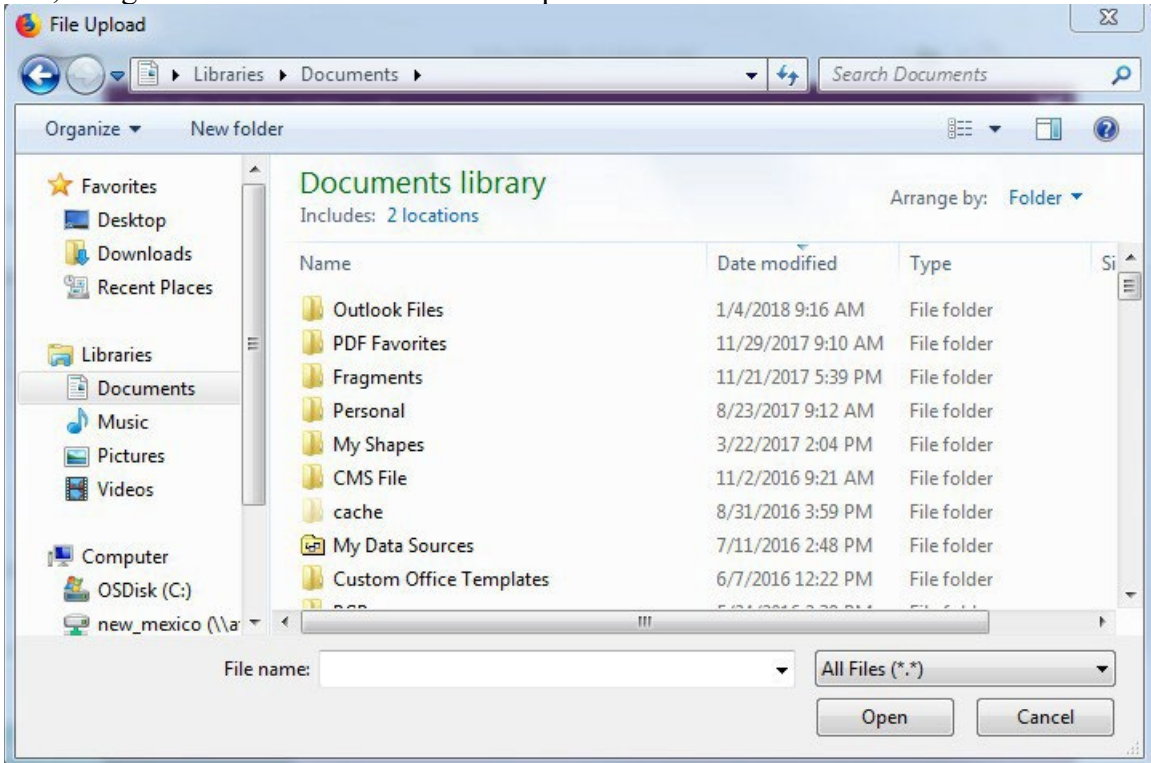 File Upload
Libraries Documents
Search Documents
Organize New folder
Favorites
Desktop
Downloads
Recent Places
Libraries
Documents
Music
Pictures
Videos
Computer
OSDisk (C:)
new_mexico (\\a
Documents library
Includes: 2 locations
Arrange by: Folder
Name Date modified Type Si
Outlook Files 1/4/2018 9:16 AM File folder
PDF Favorites 11/29/2017 9:10 AM File folder
Fragments 11/21/2017 5:39 PM File folder
Personal 8/23/2017 9:12 AM File folder
My Shapes 3/22/2017 2:04 PM File folder
CMS File 11/2/2016 9:21 AM File folder
cache 8/31/2016 3:59 PM File folder
My Data Sources 7/11/2016 2:48 PM File folder
Custom Office Templates 6/7/2016 12:22 PM File folder
File name: All Files (*.*)
Open Cancel